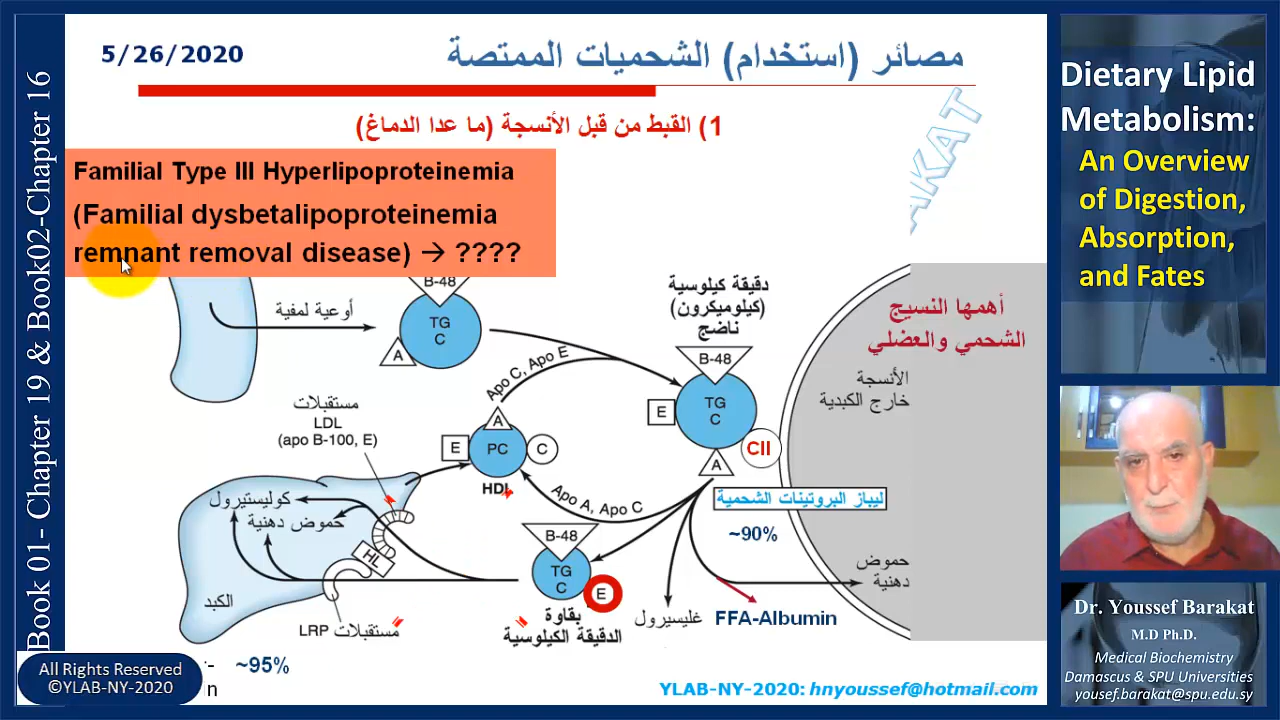 Book 01- Chapter 19 & Book02-Chapter 16
5/26/2020
مصائر (استخدام) الشحميات الممتصة
1) القبط من قبل الأنسجة (ما عدا الدماغ)
Familial Type III Hyperlipoproteinemia
(Familial dysbetalipoproteinemia
remnant removal disease) → ????
أوعية لمفية
B-48
TG
C
A
Apo C, Apo E
دقيقة كيلوسية
(كيلوميكرون)
ناضج
B-48
TG
C
E
CII
A
أهمها النسيج
الشحمي والعضلي
الأنسجة
خارج الكبدية
مستقبلات
LDL
(apo B-100, E)
A
E
PC
C
HDL
Apo A, Apo C
ليباز البروتينات الشحمية
~90%
كوليستيرول
حموض دهنية
HL
الكبد
LRP مستقبلات
B-48
TG
C
E
بقاوة
الدقيقة الكيلوسية
غليسيرول
FFA-Albumin
حموض
دهنية
~95%
All Rights Reserved
©YLAB-NY-2020
YLAB-NY-2020: hnyoussef@hotmail.com
Dietary Lipid
Metabolism:
An Overview
of Digestion,
Absorption,
and Fates
Dr. Youssef Barakat
M.D Ph.D.
Medical Biochemistry
Damascus & SPU Universities
yousef.barakat@spu.edu.sy